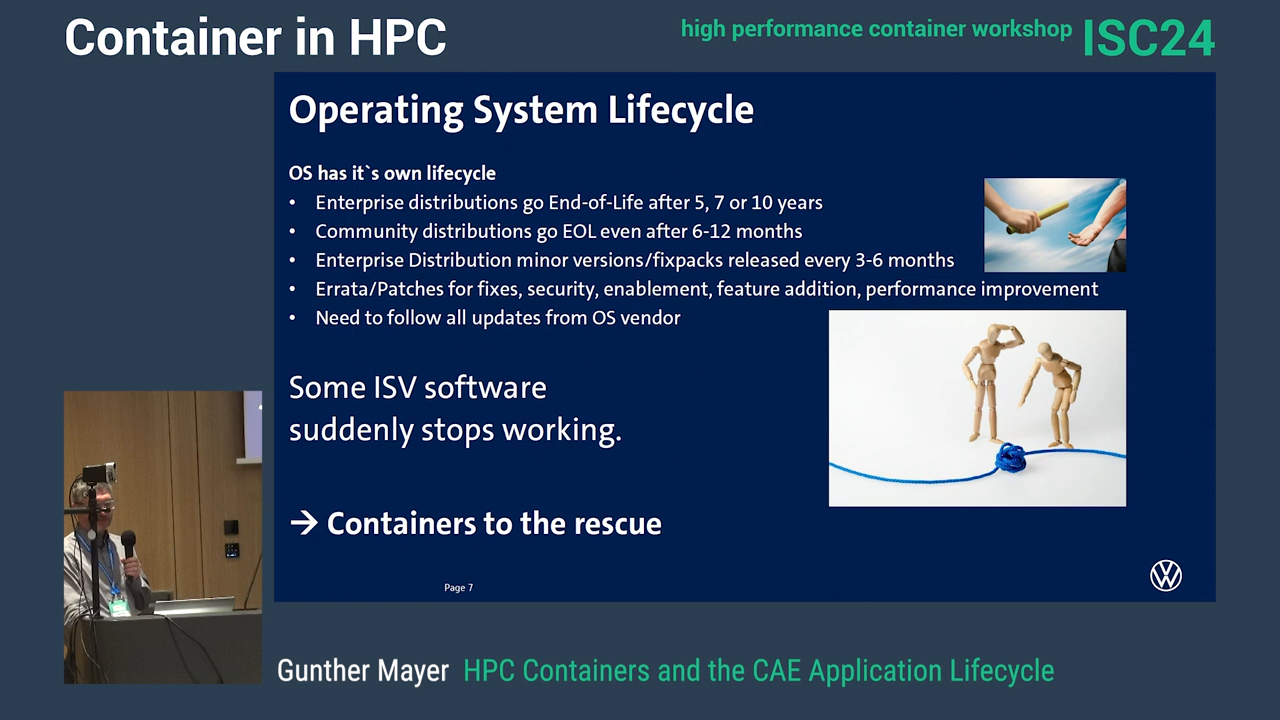 Container in HPC
high performance container workshop ISC24
Operating System Lifecycle
OS has it`s own lifecycle
• Enterprise distributions go End-of-Life after 5, 7 or 10 years
• Community distributions go EOL even after 6-12 months
• Enterprise Distribution minor versions/fixpacks released every 3-6 months
• Errata/Patches for fixes, security, enablement, feature addition, performance improvement
• Need to follow all updates from OS vendor
Some ISV software
suddenly stops working.
→ Containers to the rescue
Page 7
Gunther Mayer HPC Containers and the CAE Application Lifecycle